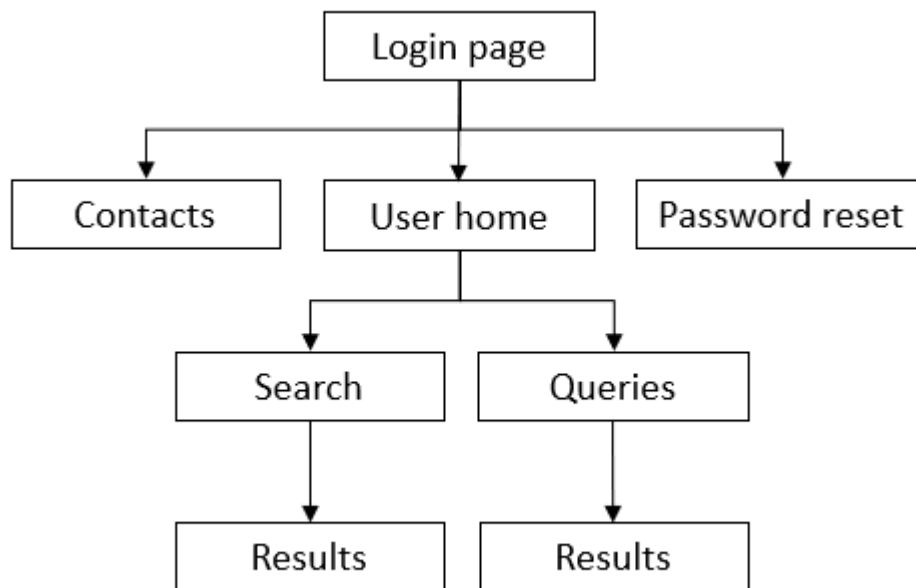 Login page
Contacts
User home
Password reset
Search
Queries
Results
Results